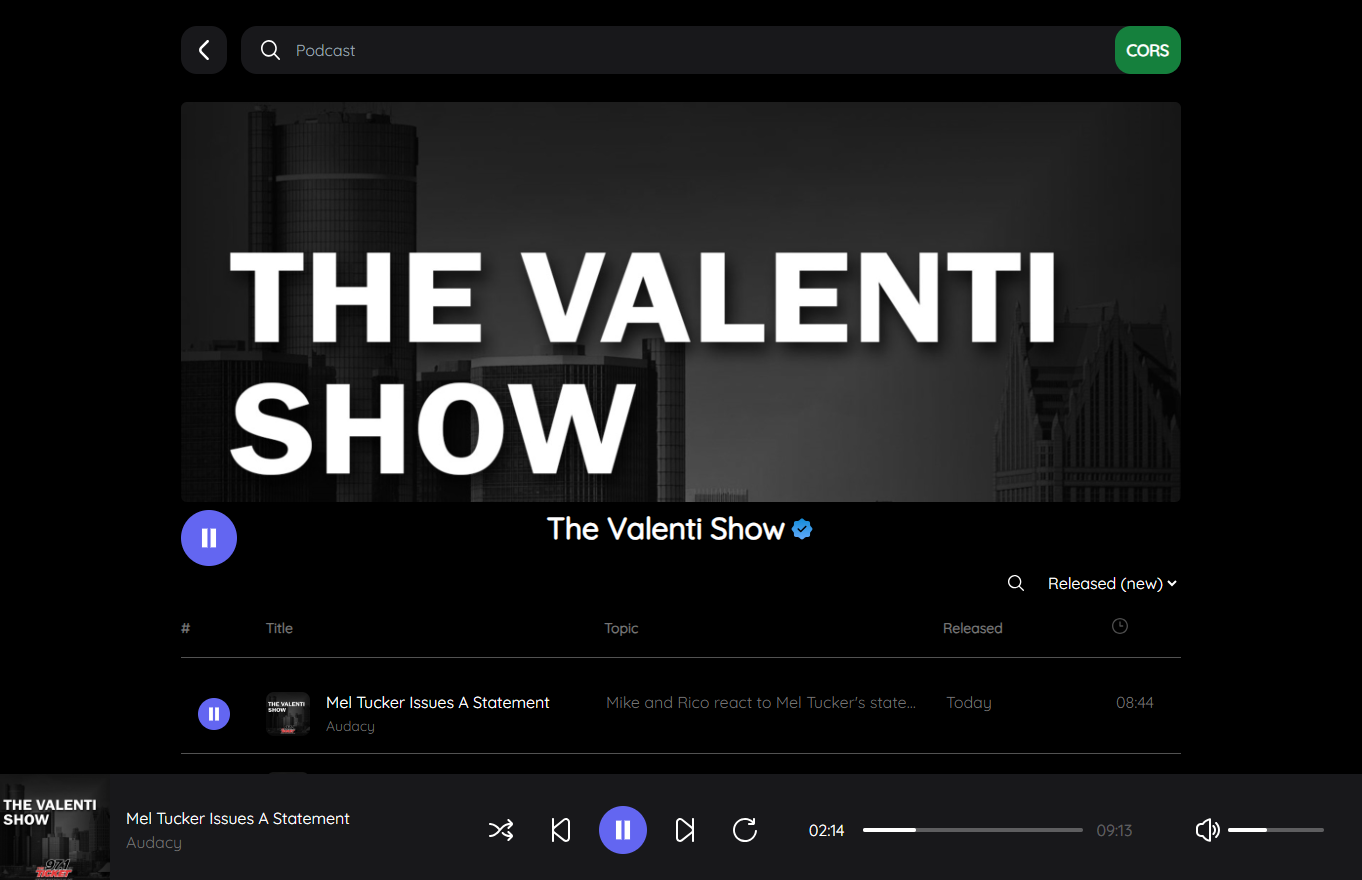 Podcast
CORS
THE VALENTI
SHOW
The Valenti Show
Released (new)
# Title Topic Released
THE VALENTI
SHOW
Mel Tucker Issues A Statement
Audacy
Mike and Rico react to Mel Tucker's state...
Today
08:44
THE VALENTI
SHOW
97.1
TICKET
Mel Tucker Issues A Statement
Audacy
02:14
09:13